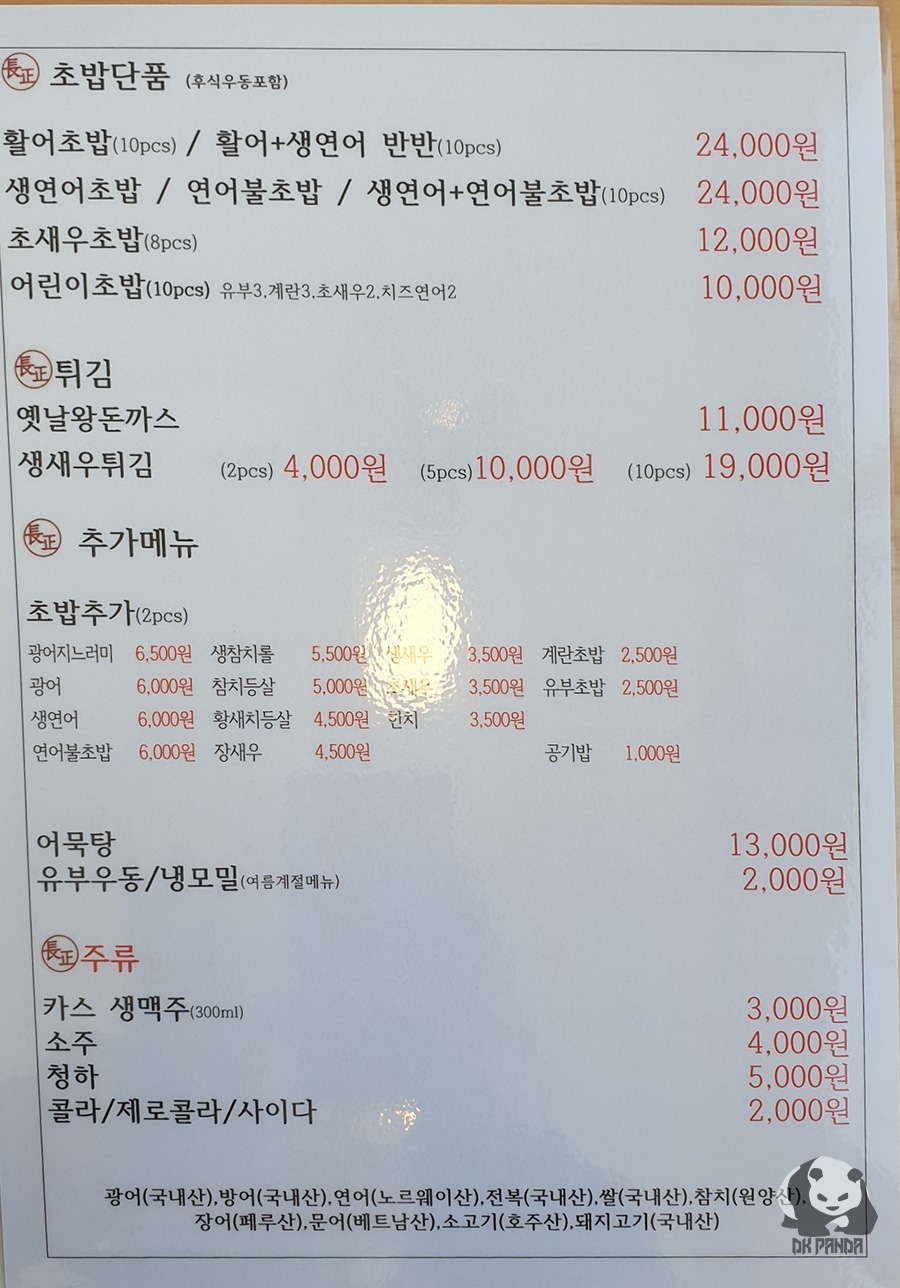 長正 초밥단품 (후식우동포함)
활어초밥(10pcs) / 활어+생연어 반반(10pcs) 24,000원
생연어초밥 / 연어불초밥 / 생연어+연어불초밥(10pcs) 24,000원
초새우초밥(8pcs) 12,000원
어린이초밥(10pcs) 유부3,계란3,초새우2,치즈연어2 10,000원
長正 튀김
옛날왕돈까스 11,000원
생새우튀김 (2pcs) 4,000원 (5pcs) 10,000원 (10pcs) 19,000원
長正 추가메뉴
초밥추가(2pcs)
광어지느러미 6,500원 생참치롤 5,500원 생새우 3,500원 계란초밥 2,500원
광어 6,000원 참치등살 5,000원 초새우 3,500원 유부초밥 2,500원
생연어 6,000원 황새치등살 4,500원 한치 3,500원
연어불초밥 6,000원 장새우 4,500원 공기밥 1,000원
어묵탕 13,000원
유부우동/냉모밀(여름계절메뉴) 2,000원
長正 주류
카스 생맥주(300ml) 3,000원
소주 4,000원
청하 5,000원
콜라/제로콜라/사이다 2,000원
광어(국내산),방어(국내산),연어(노르웨이산),전복(국내산),쌀(국내산),참치(원양산),
장어(페루산),문어(베트남산),소고기(호주산),돼지고기(국내산)
DK PANDA